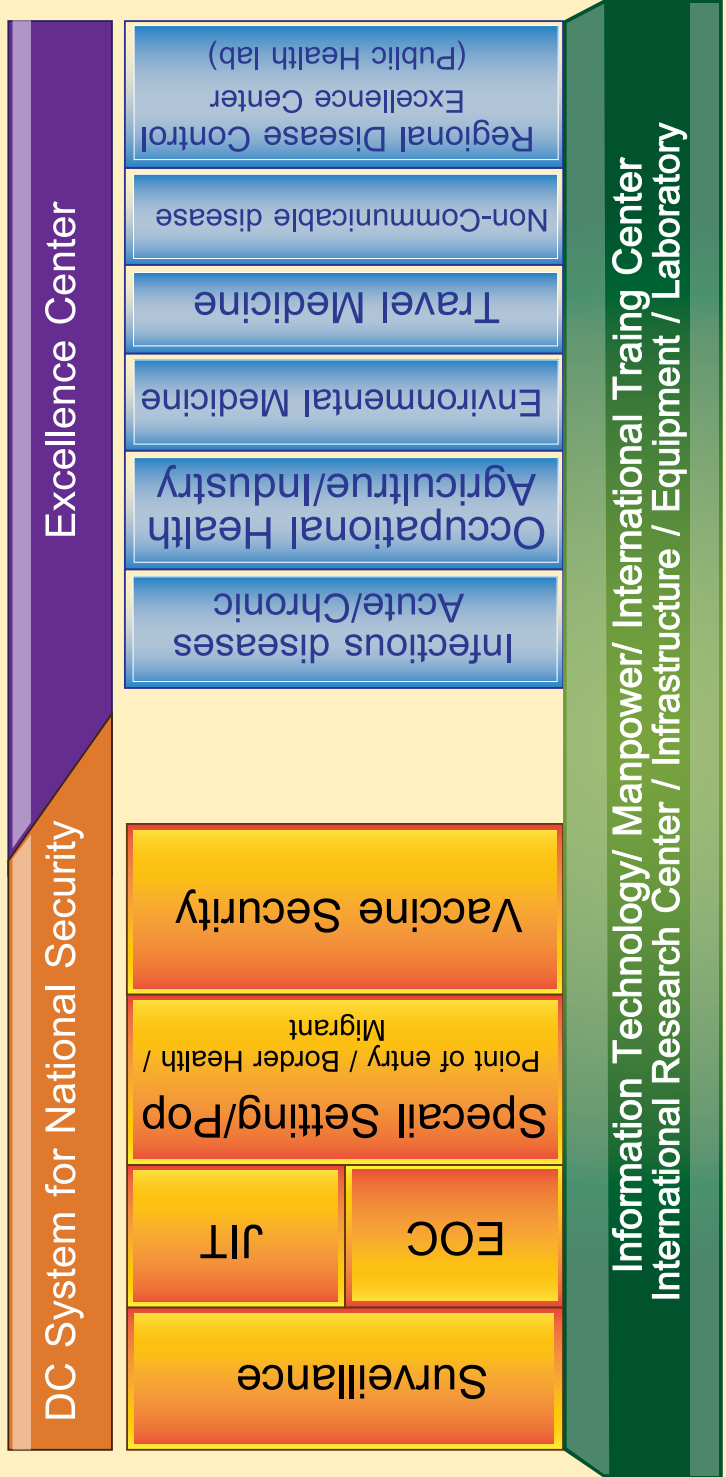 DC System for National Security
Excellence Center
Surveillance
EOC
JIT
Specail Setting/Pop
Point of entry / Border Health /
Migrant
Vaccine Security
Infectious diseases
Acute/Chronic
Occupational Health
Agricultrue/Industry
Environmental Medicine
Travel Medicine
Non-Communicable disease
Regional Disease Control
Excellence Center
(Public Health lab)
Information Technology/ Manpower/ International Traing Center
International Research Center / Infrastructure / Equipment / Laboratory